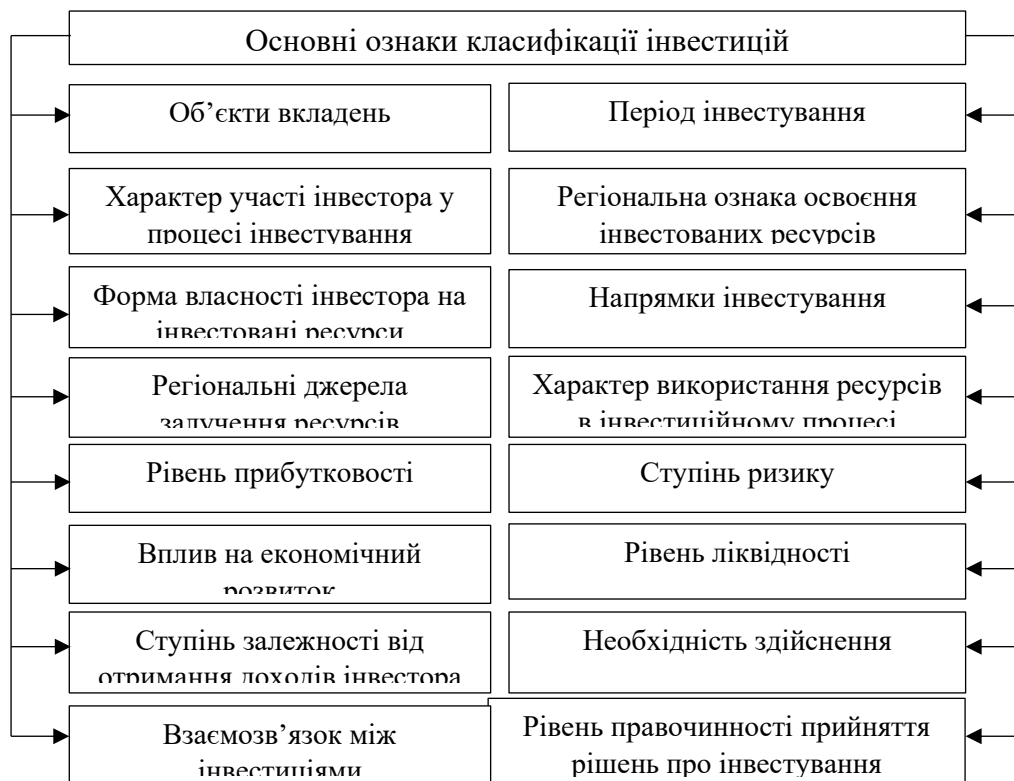 Основні ознаки класифікації інвестицій
Об’єкти вкладень
Період інвестування
Характер участі інвестора у
процесі інвестування
Регіональна ознака освоєння
інвестованих ресурсів
Форма власності інвестора на
інвестовані ресурси
Напрямки інвестування
Регіональні джерела
залучення ресурсів
Характер використання ресурсів
в інвестиційному процесі
Рівень прибутковості
Ступінь ризику
Вплив на економічний
розвиток
Рівень ліквідності
Ступінь залежності від
отримання доходів інвестора
Необхідність здійснення
Взаємозв’язок між
інвестиціями
Рівень правочинності прийняття
рішень про інвестування